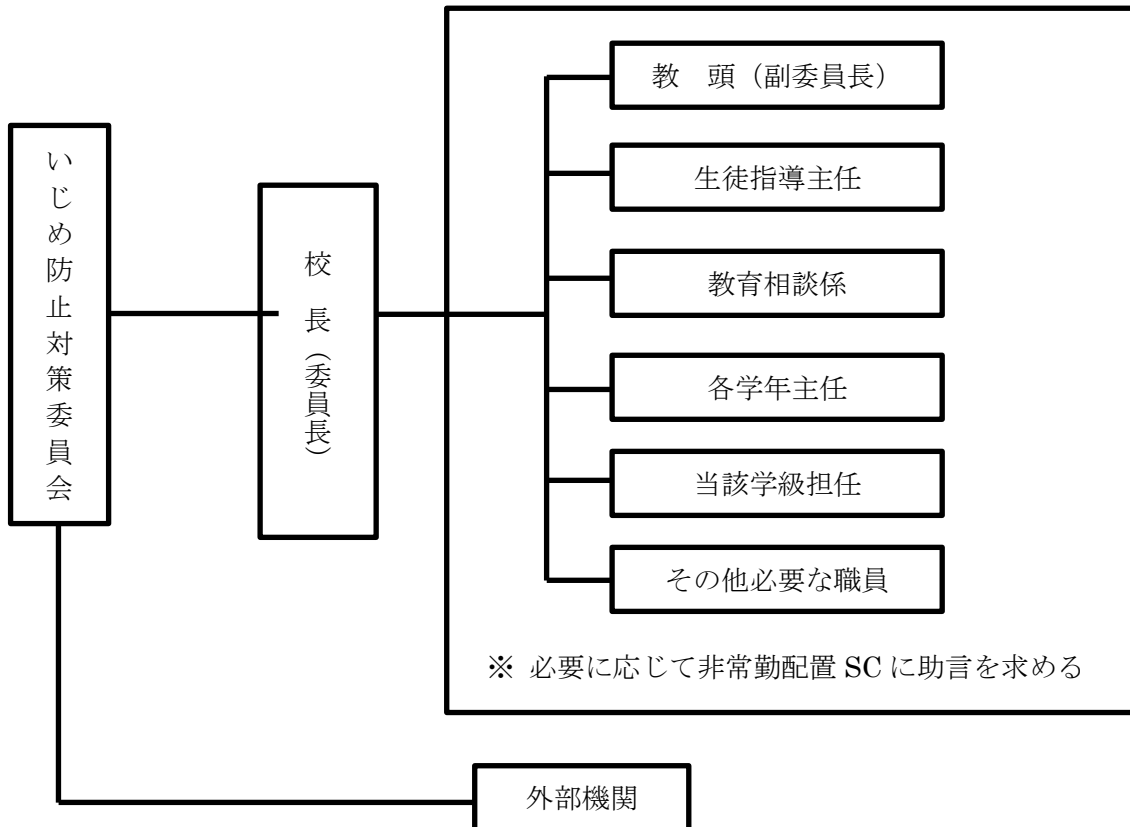 いじめ防止対策委員会
校　長（委員長）
教　頭（副委員長）
生徒指導主任
教育相談係
各学年主任
当該学級担任
その他必要な職員
※ 必要に応じて非常勤配置 SC に助言を求める
外部機関